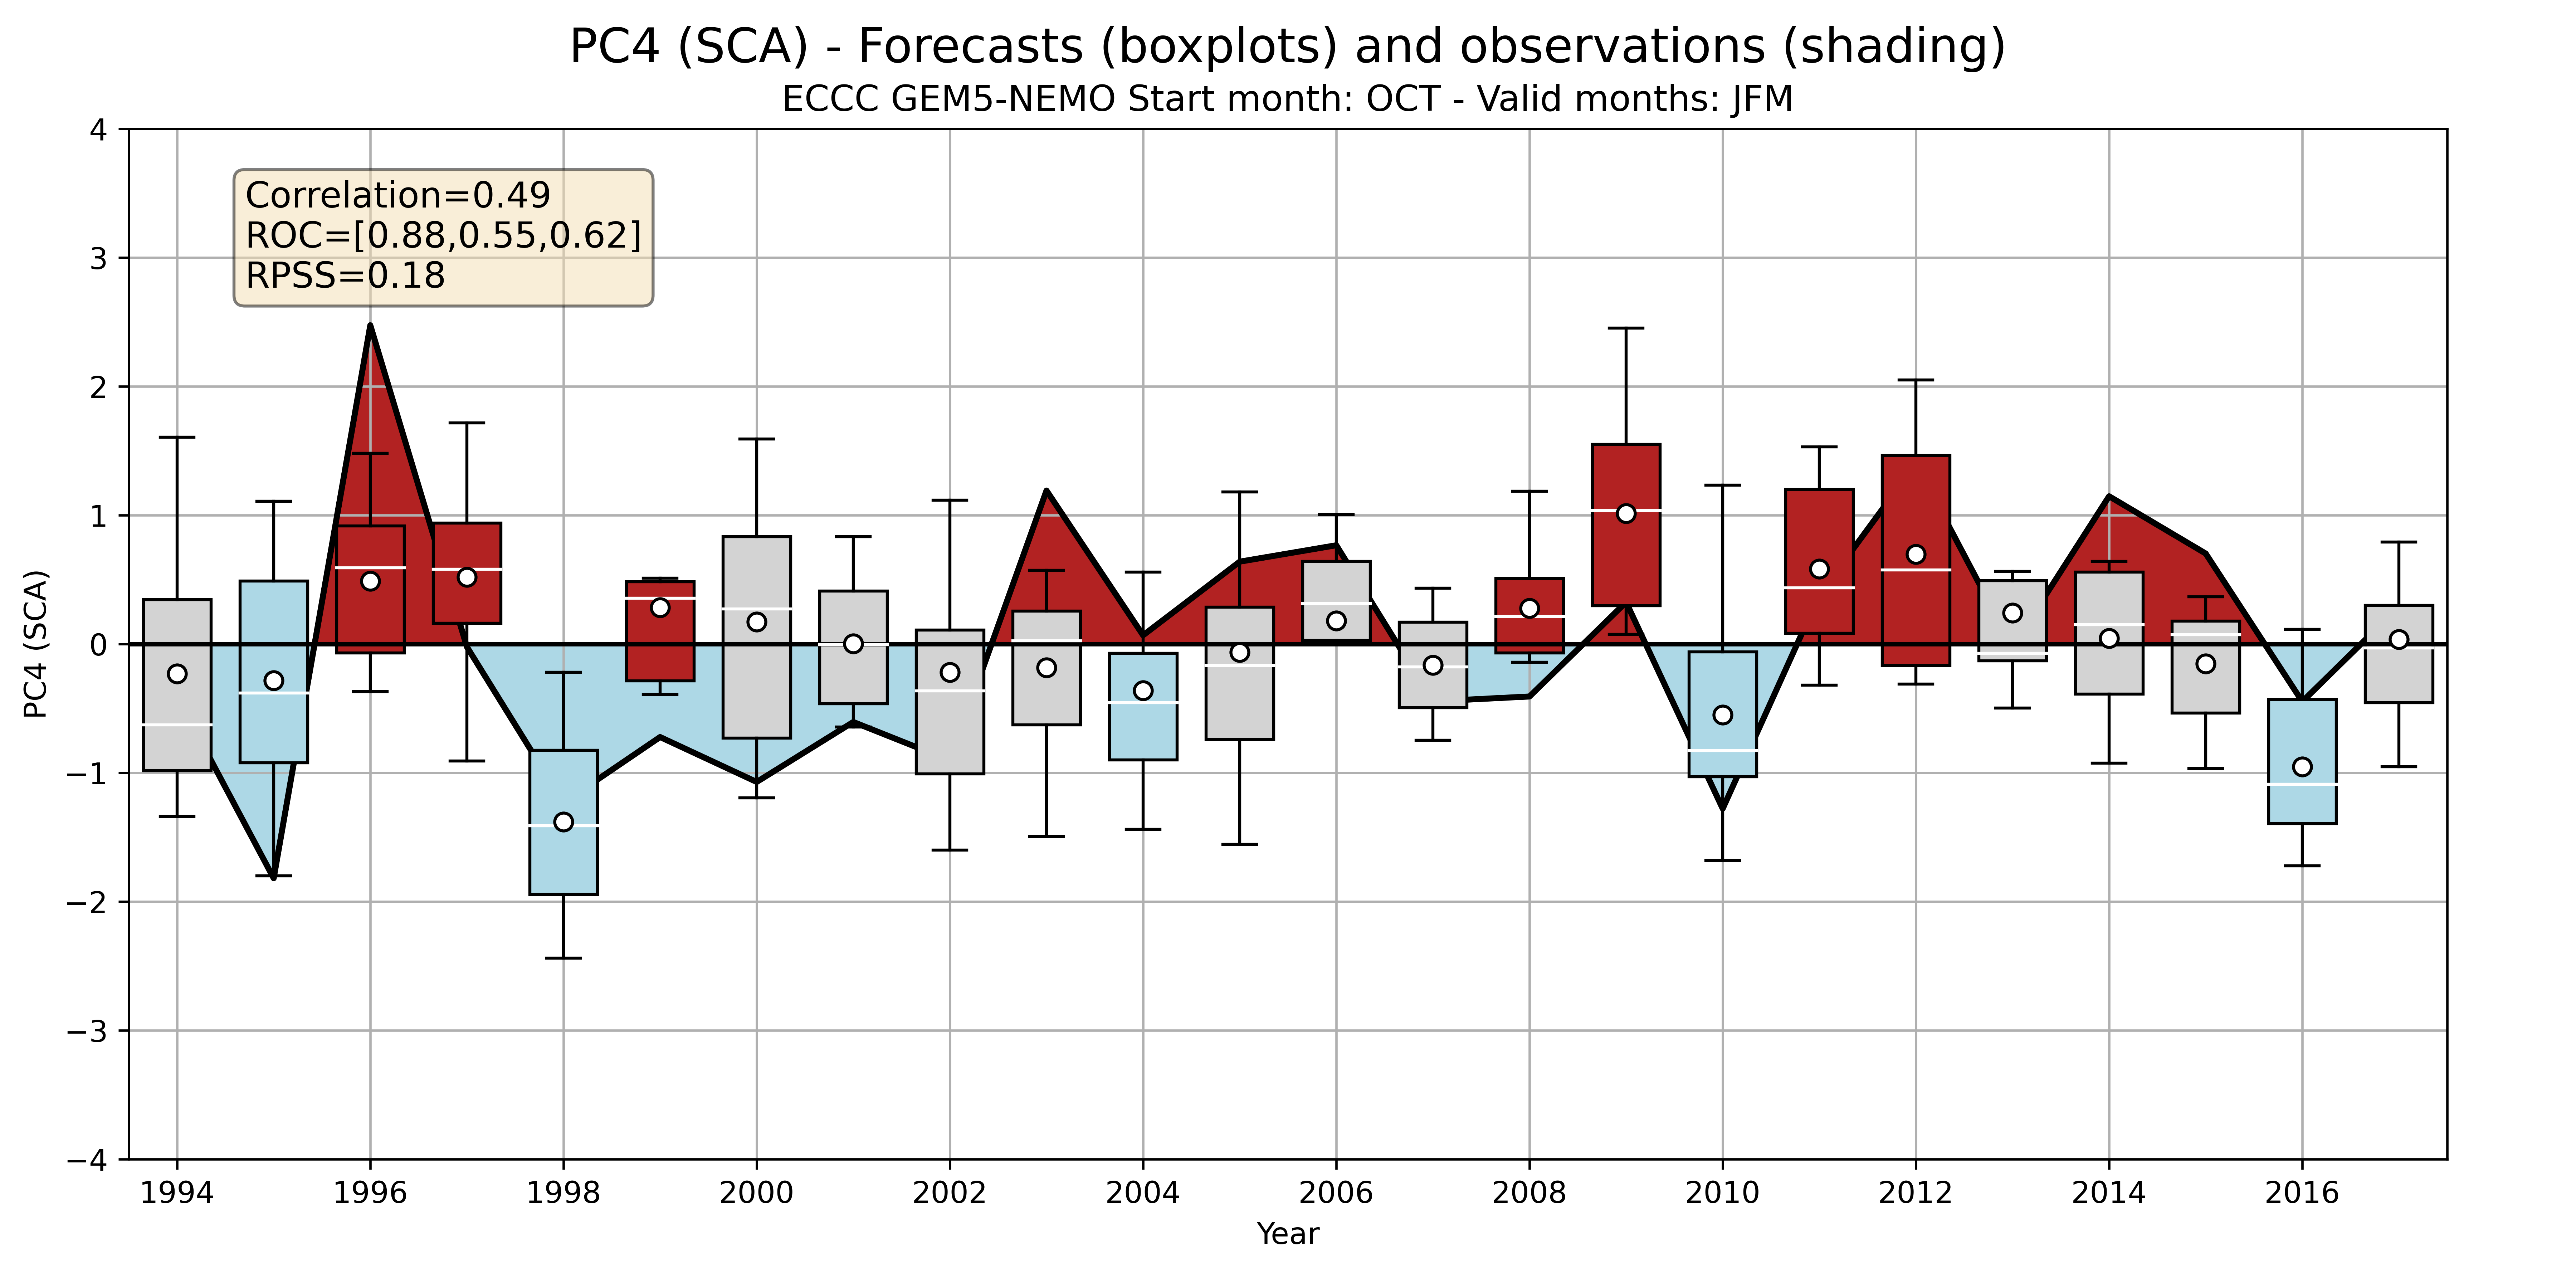 PC4 (SCA) - Forecasts (boxplots) and observations (shading)
ECCC GEM5-NEMO Start month: OCT - Valid months: JFM
Correlation=0.49
ROC=[0.88,0.55,0.62]
RPSS=0.18
PC4 (SCA)
4
3
2
1
0
−1
−2
−3
−4
1994 1996 1998 2000 2002 2004 2006 2008 2010 2012 2014 2016
Year